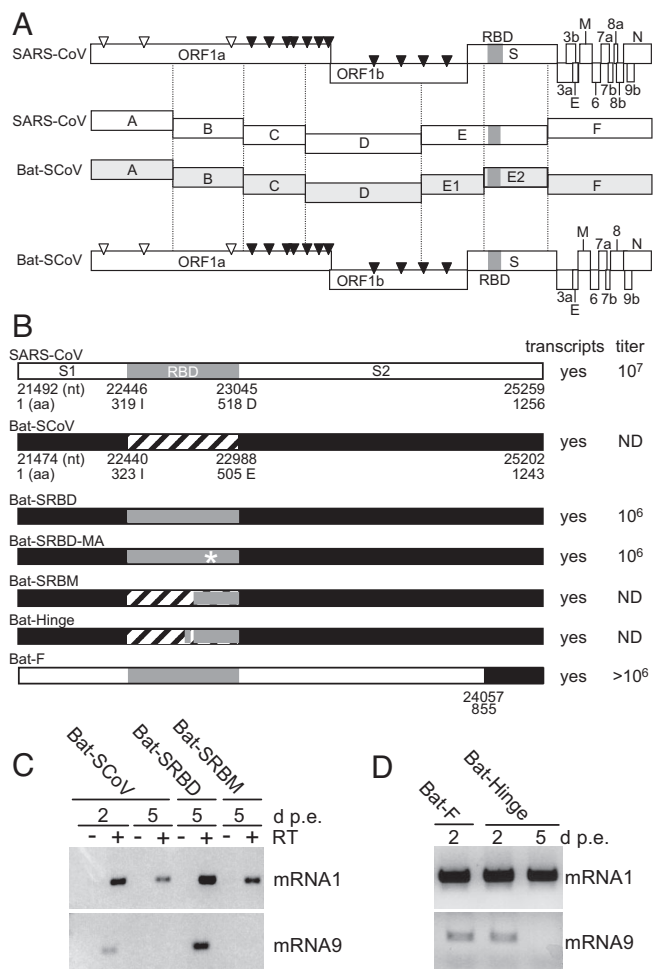 A
RBD
M
8a
3b
7a
N
SARS-CoV
ORF1a
S
ORF1b
3a
7b
9b
E
6
8b
SARS-CoV
A
B
C
D
E
F
Bat-SCoV
A
B
C
D
E1
E2
F
M
8
7a
N
Bat-SCoV
ORF1a
S
ORF1b
RBD
3a
6
7b
9b
E
B
transcripts titer
SARS-CoV
S1 RBD S2
yes 10⁷
21492 (nt) 22446 23045 25259
1 (aa) 319 I 518 D 1256
Bat-SCoV
yes ND
21474 (nt) 22440 22988 25202
1 (aa) 323 I 505 E 1243
Bat-SRBD
yes 10⁶
Bat-SRBD-MA
* yes 10⁶
Bat-SRBM
yes ND
Bat-Hinge
yes ND
Bat-F
yes >10⁶
24057
855
C
Bat-SCoV
Bat-SRBD
Bat-SRBM
2 5 5 5 d p.e.
- + - + - + - + RT
mRNA1
mRNA9
D
Bat-F
Bat-Hinge
2 2 5 d p.e.
mRNA1
mRNA9